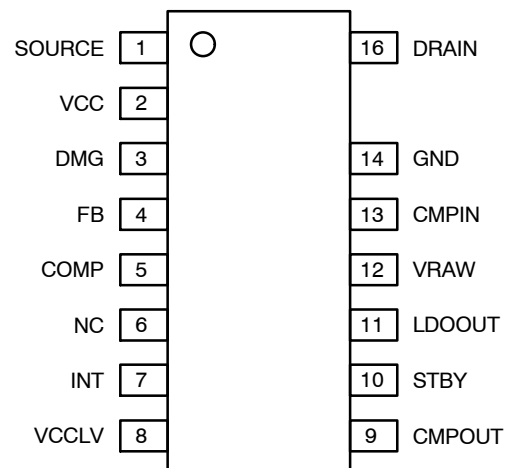 SOURCE 1 16 DRAIN
VCC 2
DMG 3 14 GND
FB 4 13 CMPIN
COMP 5 12 VRAW
NC 6 11 LDOOUT
INT 7 10 STBY
VCCLV 8 9 CMPOUT